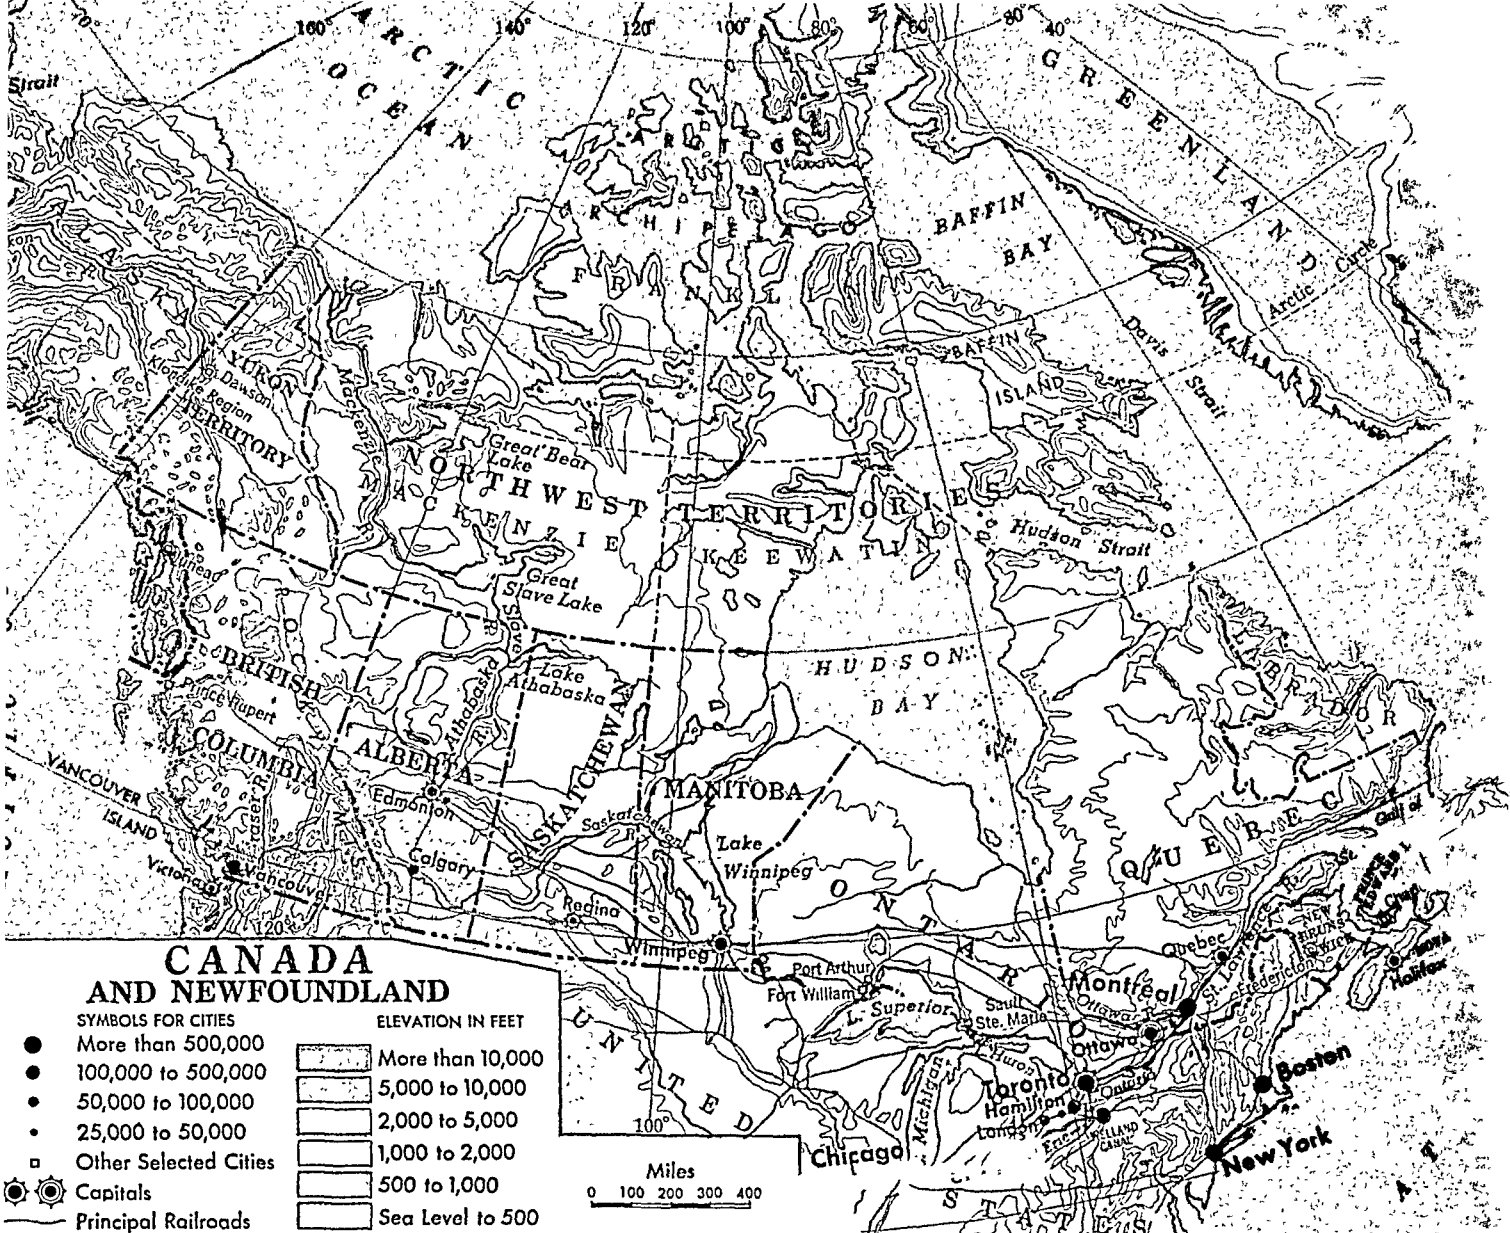 70°
160°
140°
120°
100°
80°
60°
80°
40°
Strait
ARCTIC
OCEAN
GREENLAND
ARCTIC
ARCHIPELAGO
BAFFIN
BAY
FRANKL
Arctic Circle
Davis
Strait
BAFFIN
ISLAND
ALASKA
YUKON
TERRITORY
Klondike
Region
Dawson
Mackenzie
Great Bear
Lake
NORTHWEST TERRITORIES
MACKENZIE
KEEWATIN
Hudson Strait
Great
Slave Lake
Slave R.
Lake
Athabaska
Athabaska R.
HUDSON
BAY
LABRADOR
BRITISH
COLUMBIA
Prince Rupert
Fraser R.
ALBERTA
Edmonton
Calgary
SASKATCHEWAN
Saskatchewan
R.
Regina
MANITOBA
Lake
Winnipeg
Winnipeg
VANCOUVER
ISLAND
Victoria
Vancouver
120°
ONTARIO
QUEBEC
Gulf of
St.
PRINCE
EDWARD I.
NEW
BRUNSWICK
Fredericton
Halifax
Quebec
St. Lawrence R.
Montreal
Ottawa R.
Ottawa
Port Arthur
Fort William
L. Superior
Sault
Ste. Marie
Huron
Michigan
Toronto
Ontario
Hamilton
London
Erie
WELLAND
CANAL
Boston
New York
Chicago
UNITED
STATES
100°
CANADA
AND NEWFOUNDLAND
SYMBOLS FOR CITIES
More than 500,000
100,000 to 500,000
50,000 to 100,000
25,000 to 50,000
Other Selected Cities
Capitals
Principal Railroads
ELEVATION IN FEET
More than 10,000
5,000 to 10,000
2,000 to 5,000
1,000 to 2,000
500 to 1,000
Sea Level to 500
Miles
0 100 200 300 400